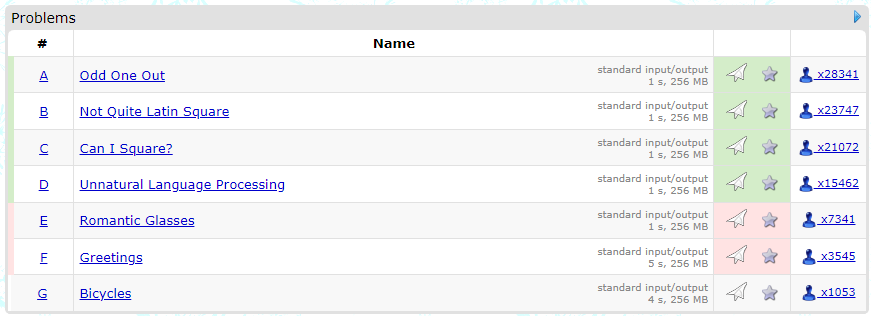 Problems
# Name
A Odd One Out standard input/output x28341
1 s, 256 MB
B Not Quite Latin Square standard input/output x23747
1 s, 256 MB
C Can I Square? standard input/output x21072
1 s, 256 MB
D Unnatural Language Processing standard input/output x15462
1 s, 256 MB
E Romantic Glasses standard input/output x7341
1 s, 256 MB
F Greetings standard input/output x3545
5 s, 256 MB
G Bicycles standard input/output x1053
4 s, 256 MB